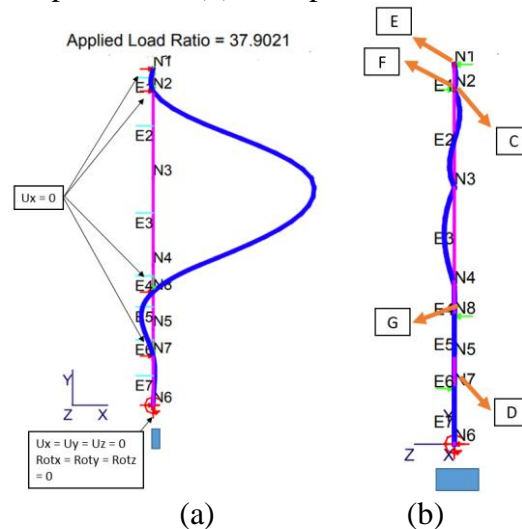 Applied Load Ratio = 37.9021
N1
E1
N2
E2
N3
Ux = 0
E3
N4
E4
N8
E5
N5
E6
N7
E7
N6
Y
Z X
Ux = Uy = Uz = 0
Rotx = Roty = Rotz
= 0
(a)
E
N1
F
E1
N2
C
E2
N3
E3
N4
E4
N8
G
E5
N5
E6
N7
D
E7
Y
N6
Z X
(b)